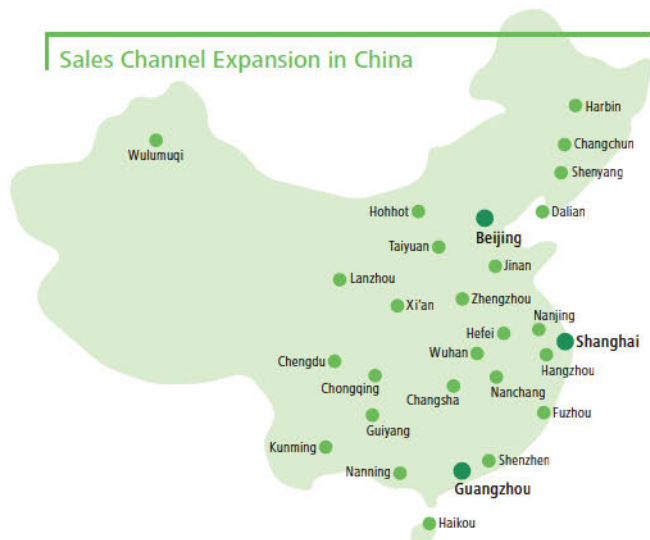 Sales Channel Expansion in China
Harbin
Wulumuqi
Changchun
Shenyang
Hohhot
Dalian
Beijing
Taiyuan
Jinan
Lanzhou
Xi'an
Zhengzhou
Nanjing
Hefei
Shanghai
Wuhan
Chengdu
Hangzhou
Chongqing
Nanchang
Changsha
Fuzhou
Guiyang
Kunming
Shenzhen
Nanning
Guangzhou
Haikou